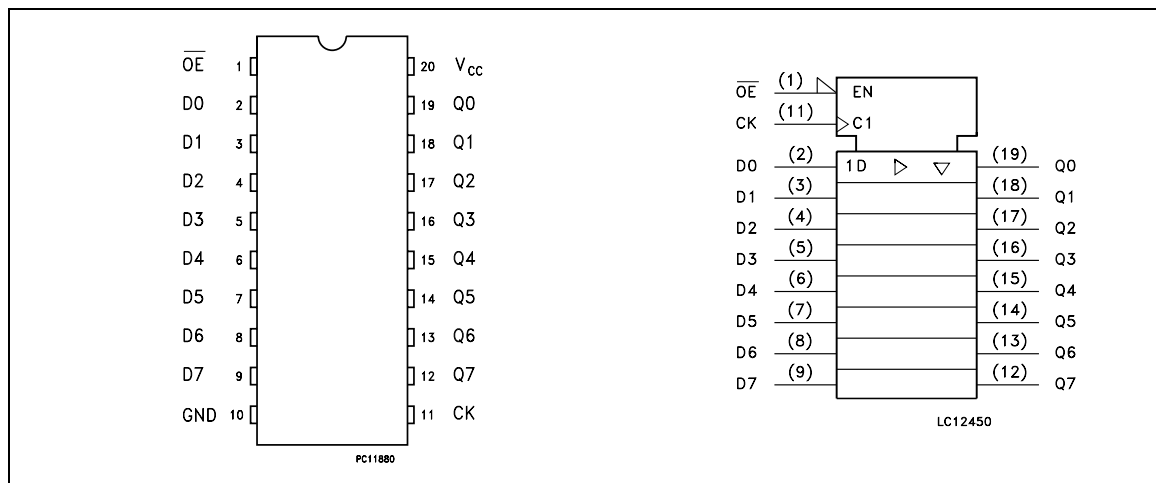 OE 1 20 VCC
D0 2 19 Q0
D1 3 18 Q1
D2 4 17 Q2
D3 5 16 Q3
D4 6 15 Q4
D5 7 14 Q5
D6 8 13 Q6
D7 9 12 Q7
GND 10 11 CK
PC11880
OE (1) EN
CK (11) C1
D0 (2) 1D (19) Q0
D1 (3) (18) Q1
D2 (4) (17) Q2
D3 (5) (16) Q3
D4 (6) (15) Q4
D5 (7) (14) Q5
D6 (8) (13) Q6
D7 (9) (12) Q7
LC12450